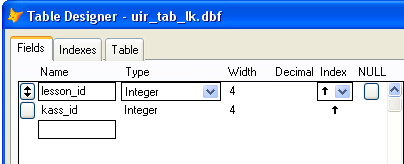 Table Designer - uir_tab_lk.dbf
Fields Indexes Table
Name Type Width Decimal Index NULL
lesson_id Integer 4
kass_id Integer 4